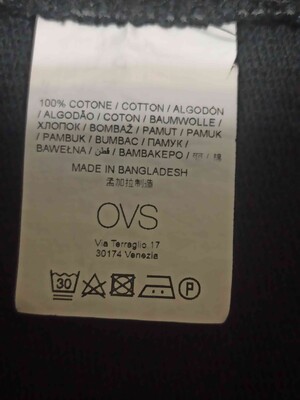 100% COTONE / COTTON / ALGODÓN
/ ALGODÃO / COTON / BAUMWOLLE /
ХЛОПОК / BOMBAŽ / PAMUT / PAMUK
/ PAMBUK / BUMBAC / ПАМУК /
BAWEŁNA / قطن / ΒΑΜΒΑΚΕΡΟ / 棉
MADE IN BANGLADESH
孟加拉制造
OVS
Via Terraglio 17
30174 Venezia
30
P